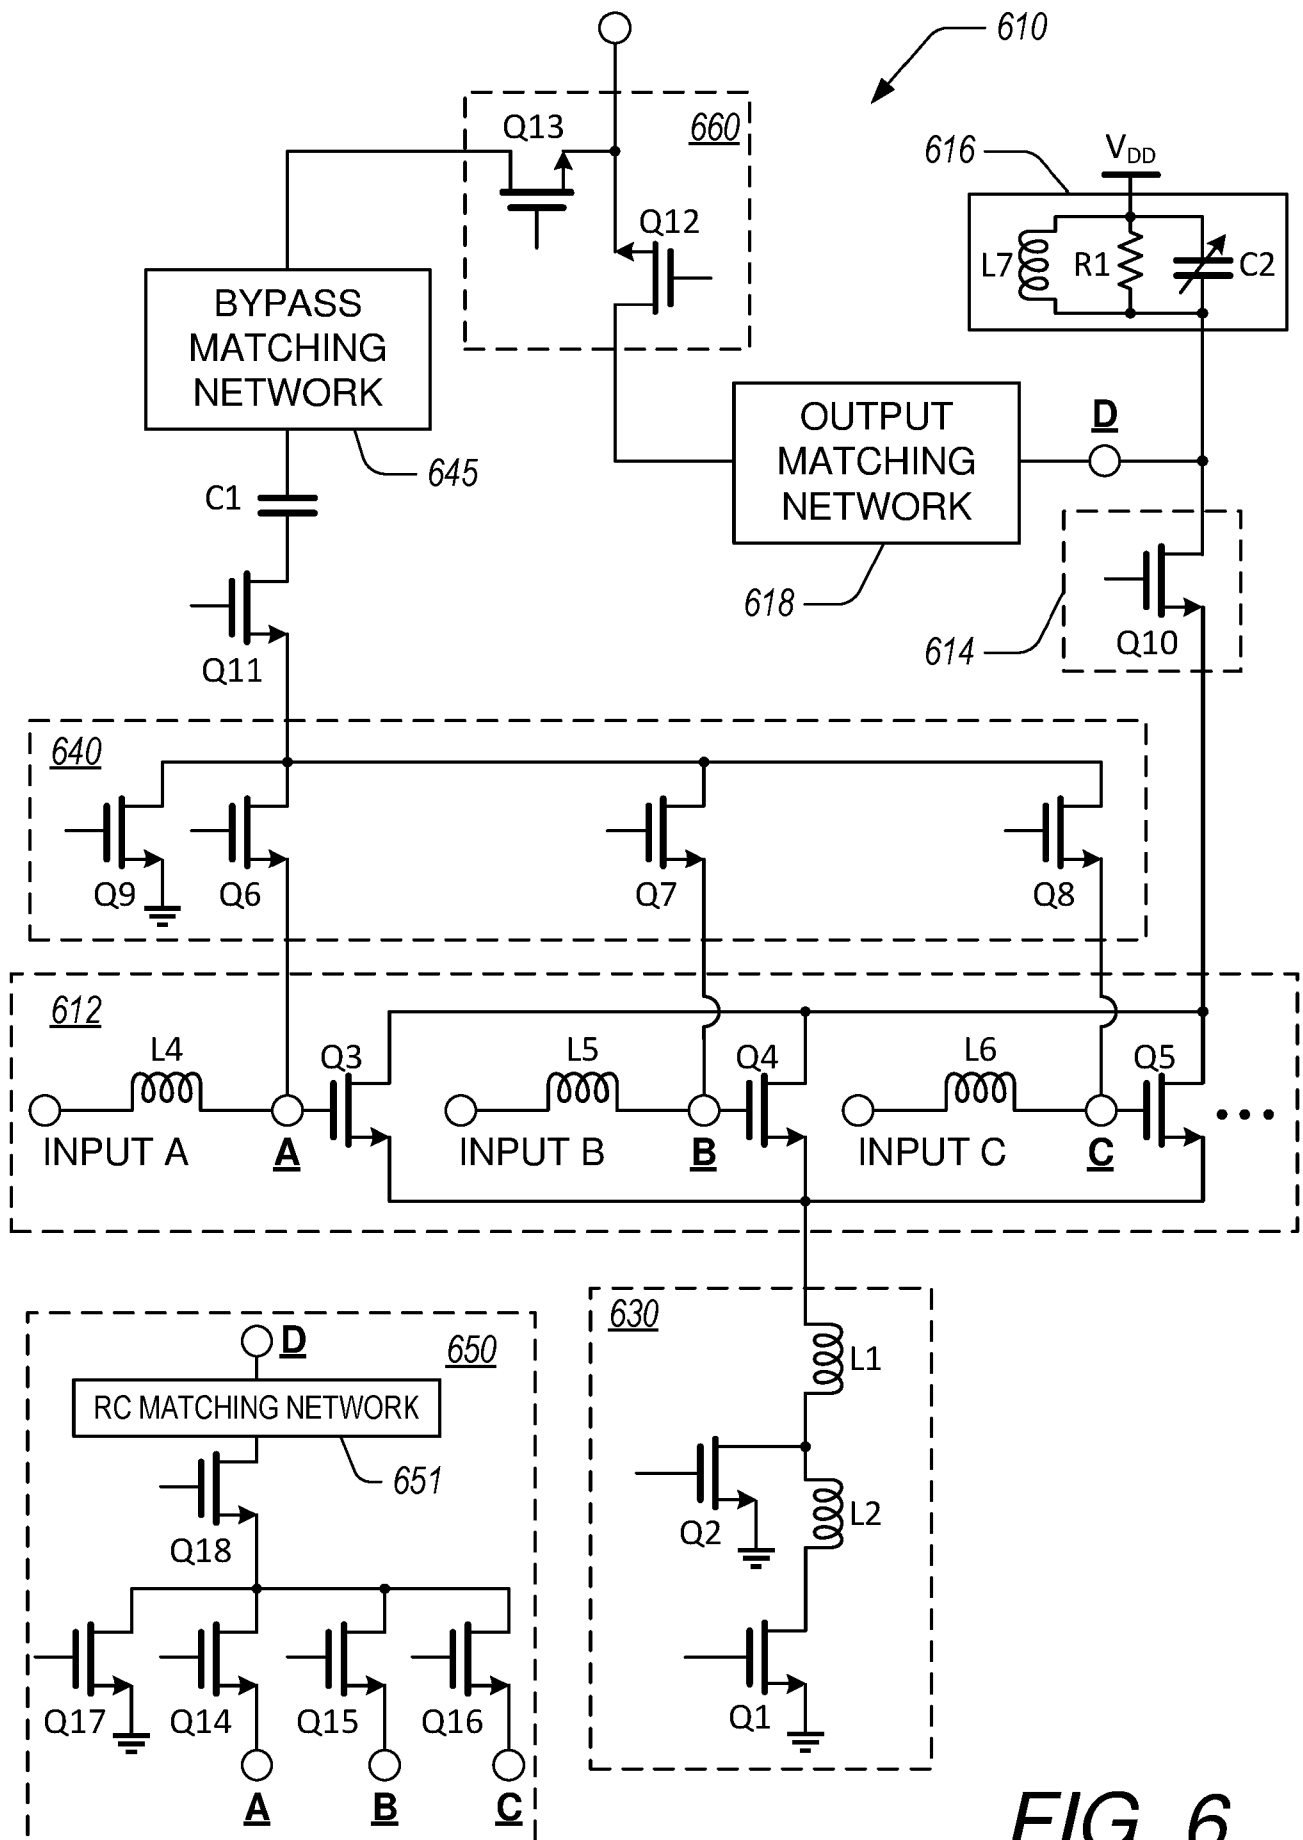 610
Q13
660
616
VDD
Q12
L7
R1
C2
BYPASS
MATCHING
NETWORK
OUTPUT
MATCHING
NETWORK
D
645
C1
618
614
Q10
Q11
640
Q9
Q6
Q7
Q8
612
L4
Q3
L5
Q4
L6
Q5
INPUT A
A
INPUT B
B
INPUT C
C
630
D
650
L1
RC MATCHING NETWORK
651
Q18
Q2
L2
Q17
Q14
Q15
Q16
Q1
A
B
C
FIG. 6